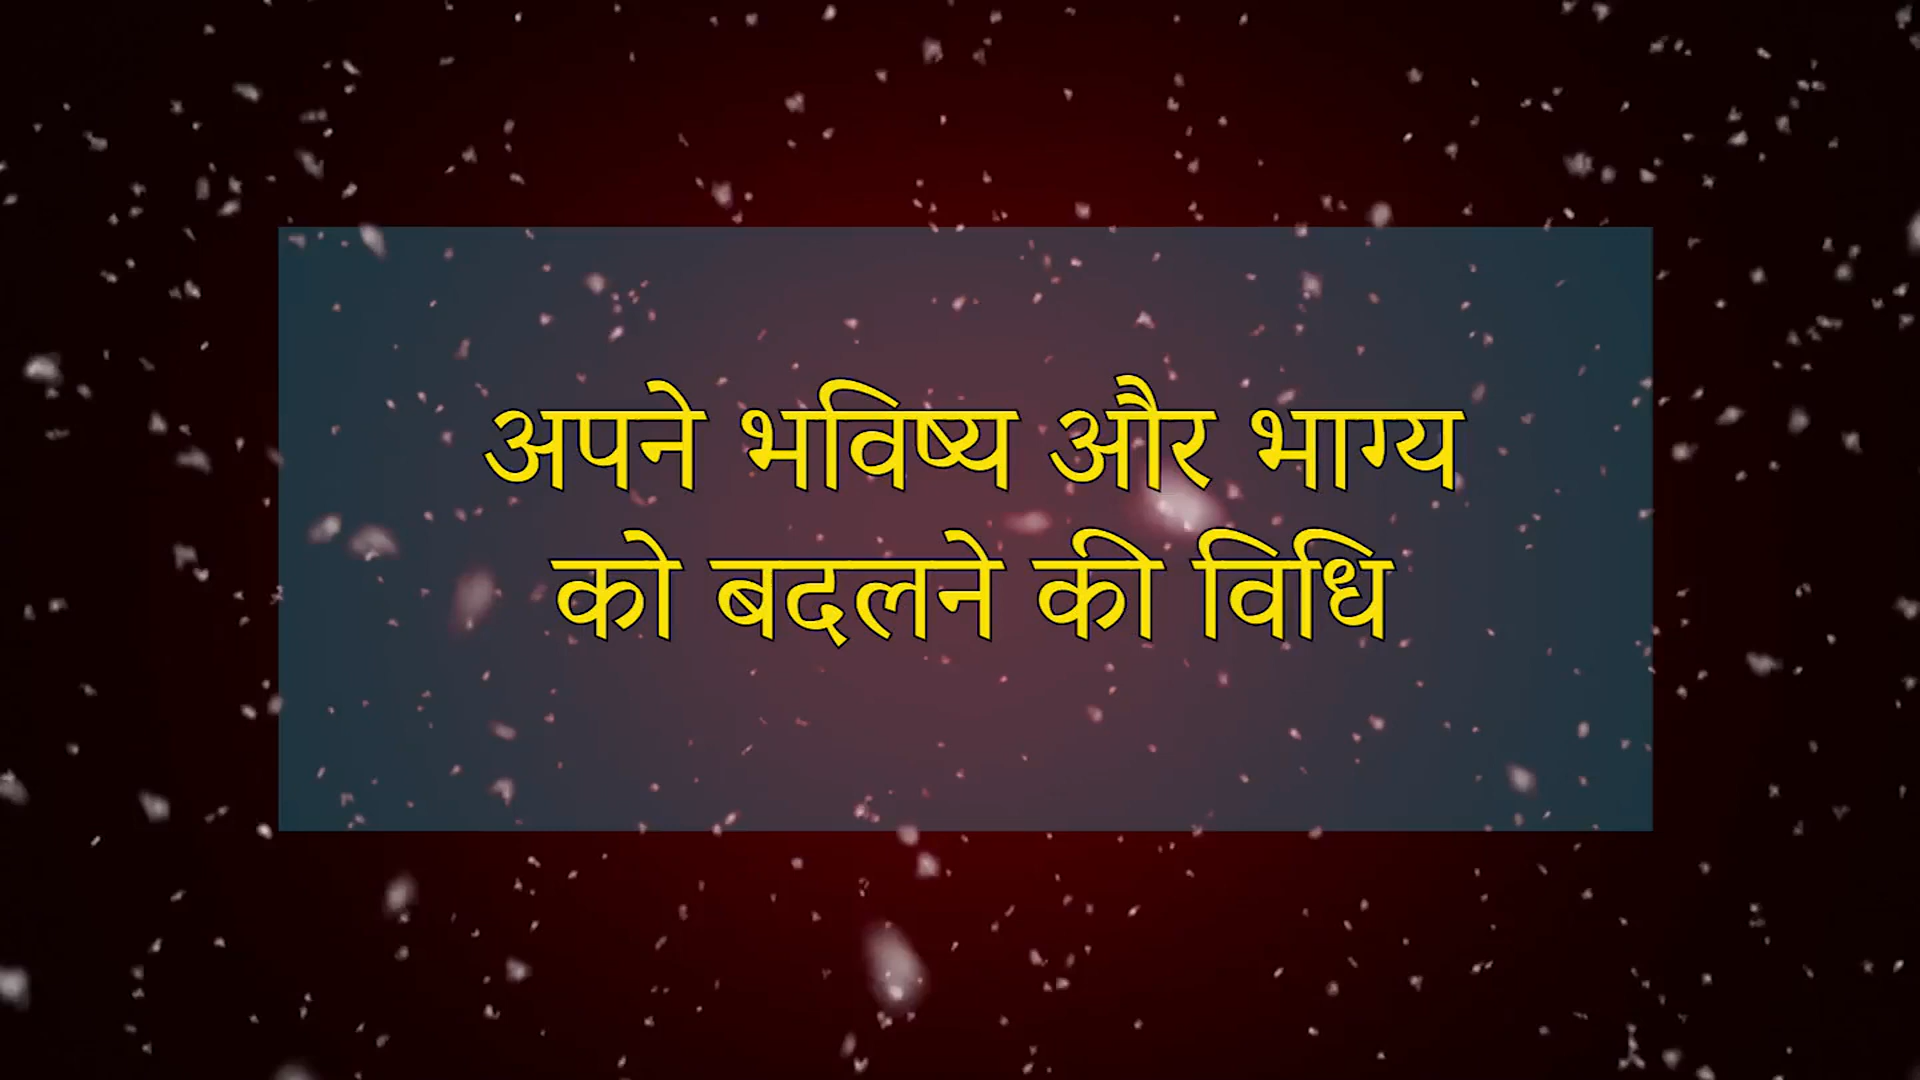 अपने भविष्य और भाग्य
को बदलने की विधि